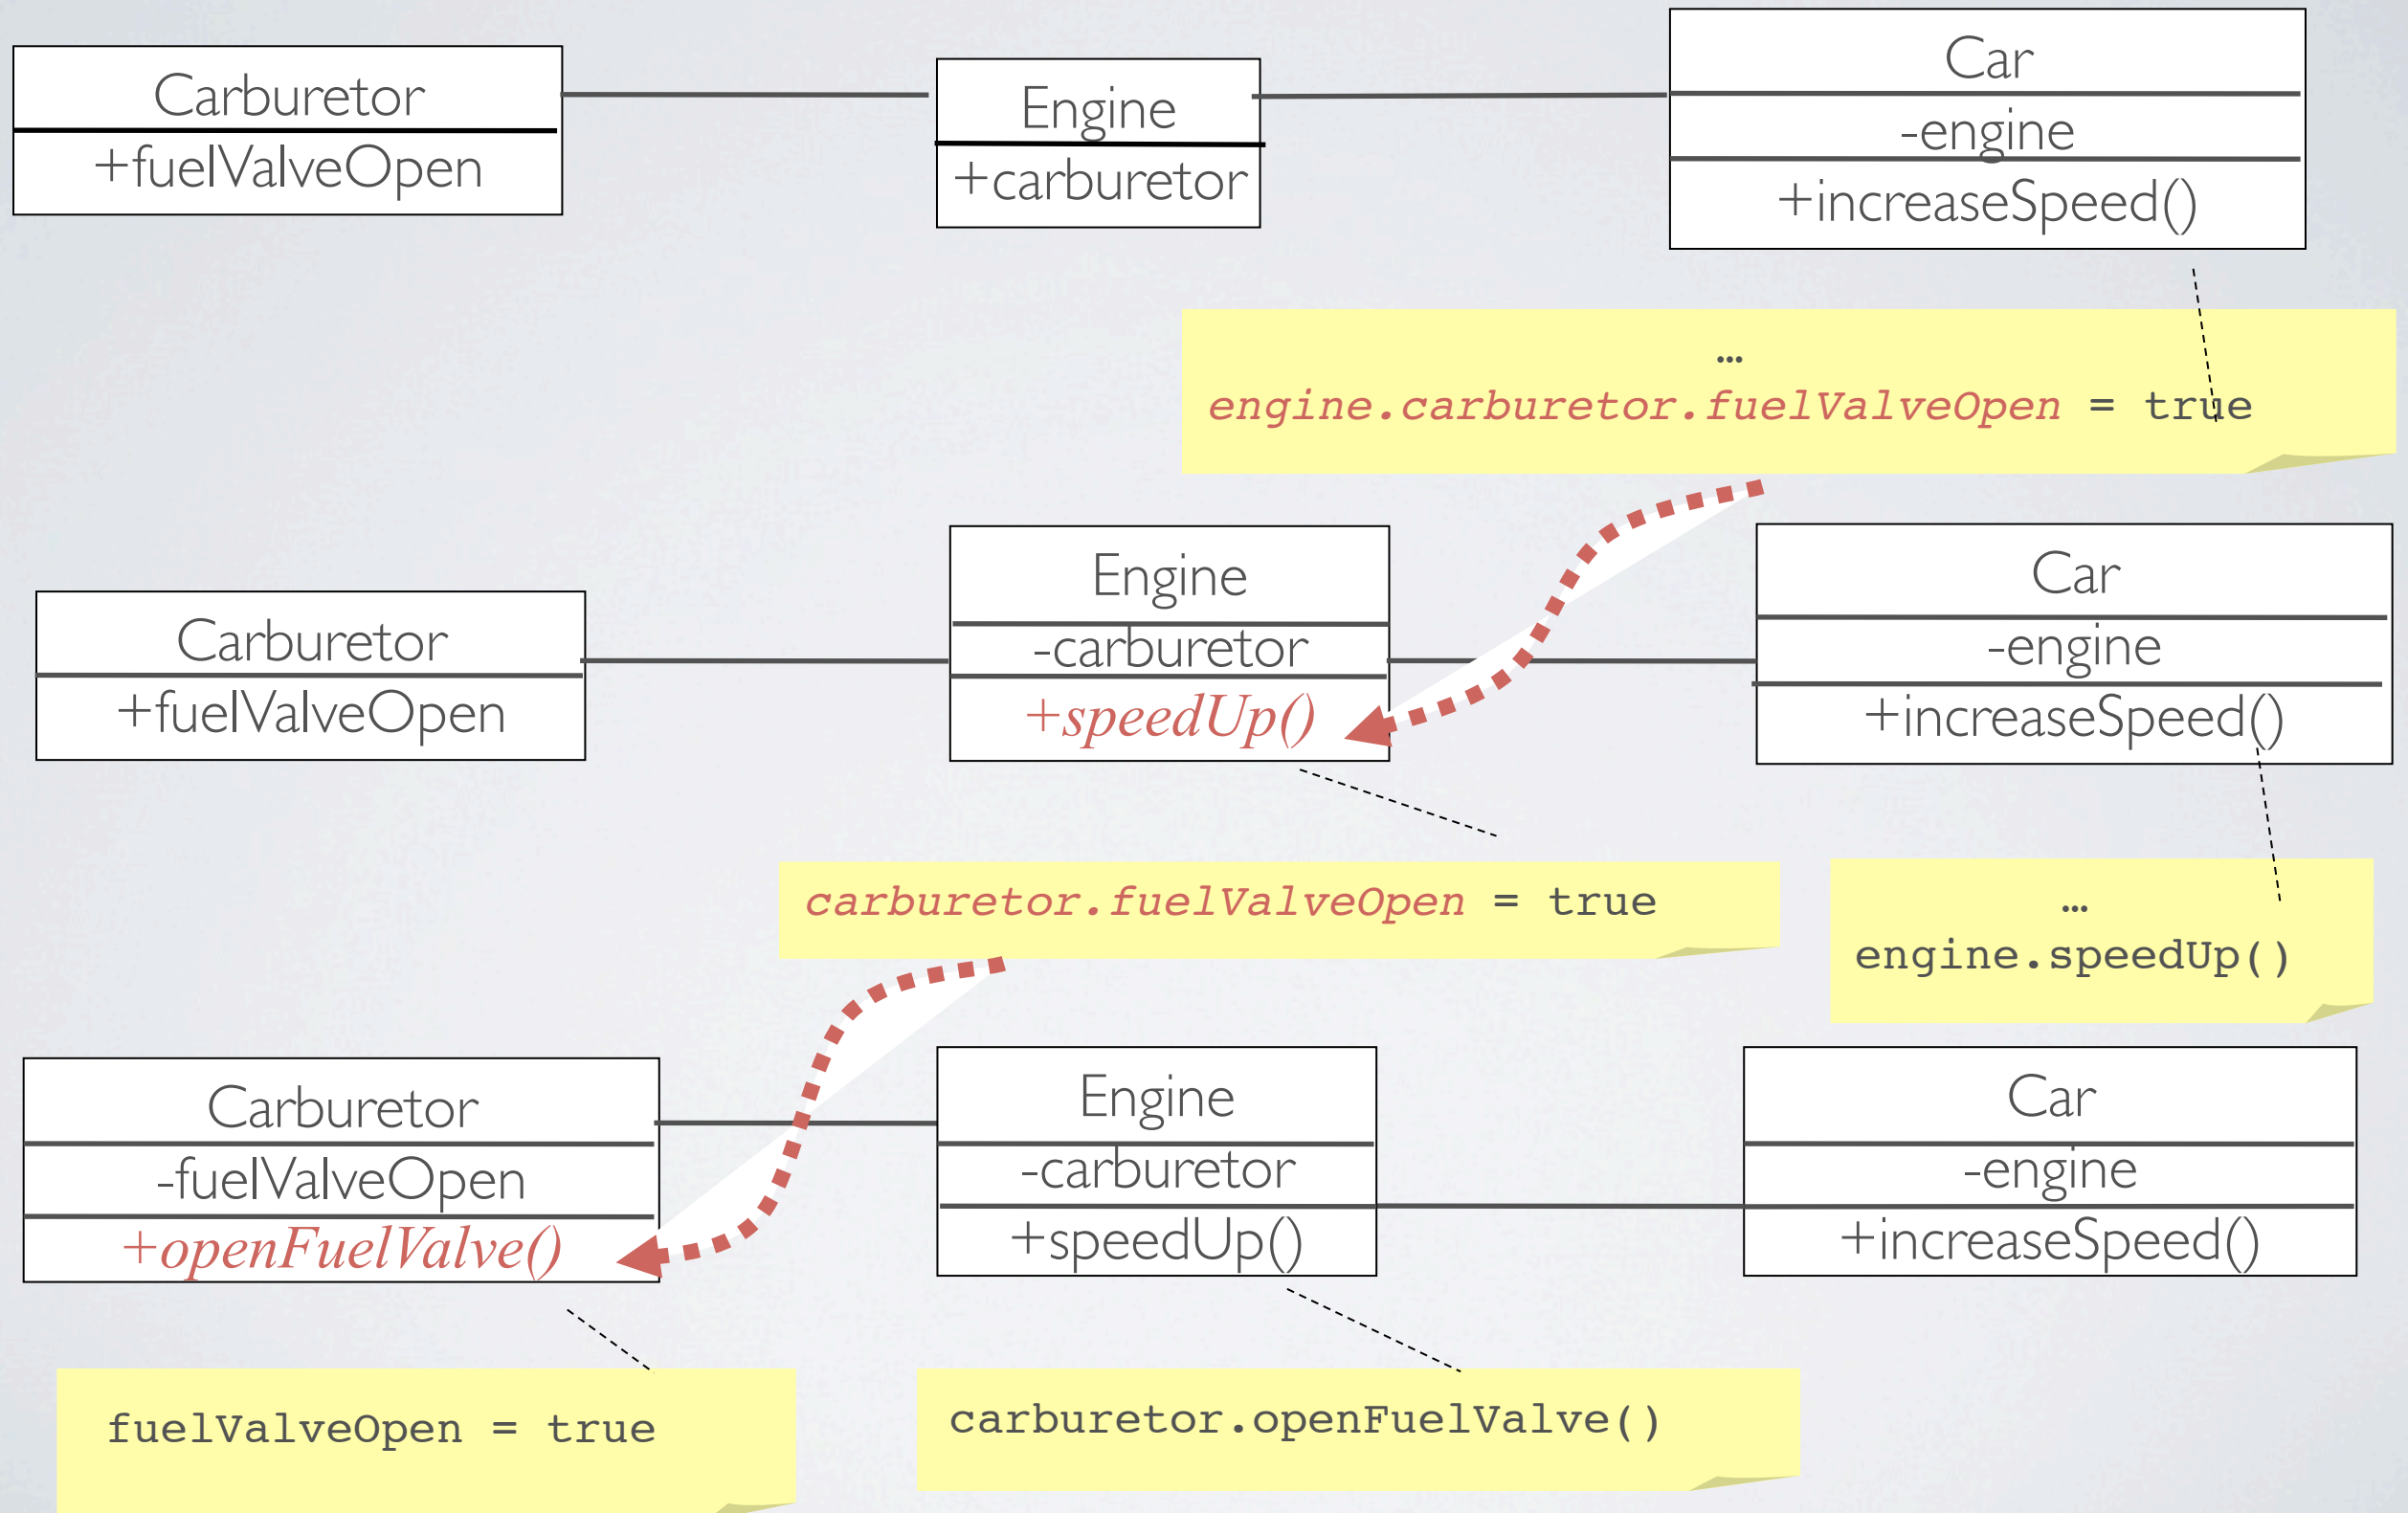 Carburetor
+fuelValveOpen
Engine
+carburetor
Car
-engine
+increaseSpeed()
...
engine.carburetor.fuelValveOpen = true
Carburetor
+fuelValveOpen
Engine
-carburetor
+speedUp()
Car
-engine
+increaseSpeed()
carburetor.fuelValveOpen = true
...
engine.speedUp()
Carburetor
-fuelValveOpen
+openFuelValve()
Engine
-carburetor
+speedUp()
Car
-engine
+increaseSpeed()
fuelValveOpen = true
carburetor.openFuelValve()